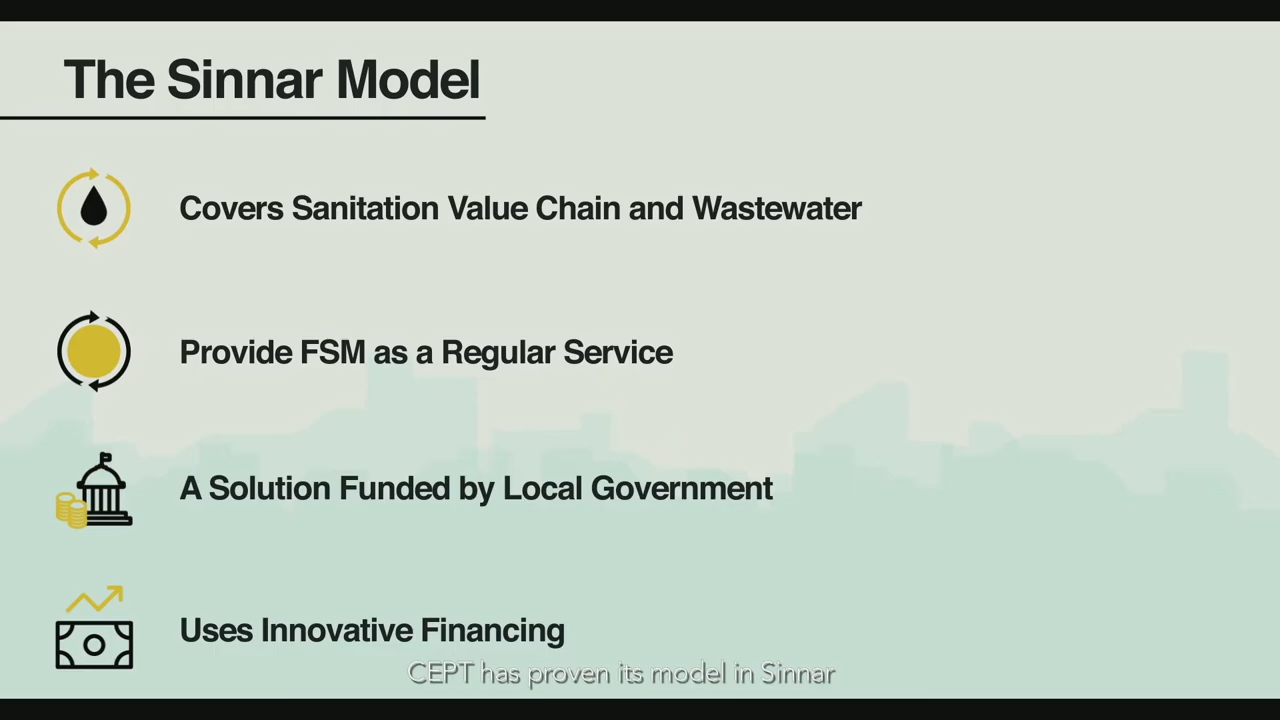 The Sinnar Model
Covers Sanitation Value Chain and Wastewater
Provide FSM as a Regular Service
A Solution Funded by Local Government
Uses Innovative Financing
CEPT has proven its model in Sinnar